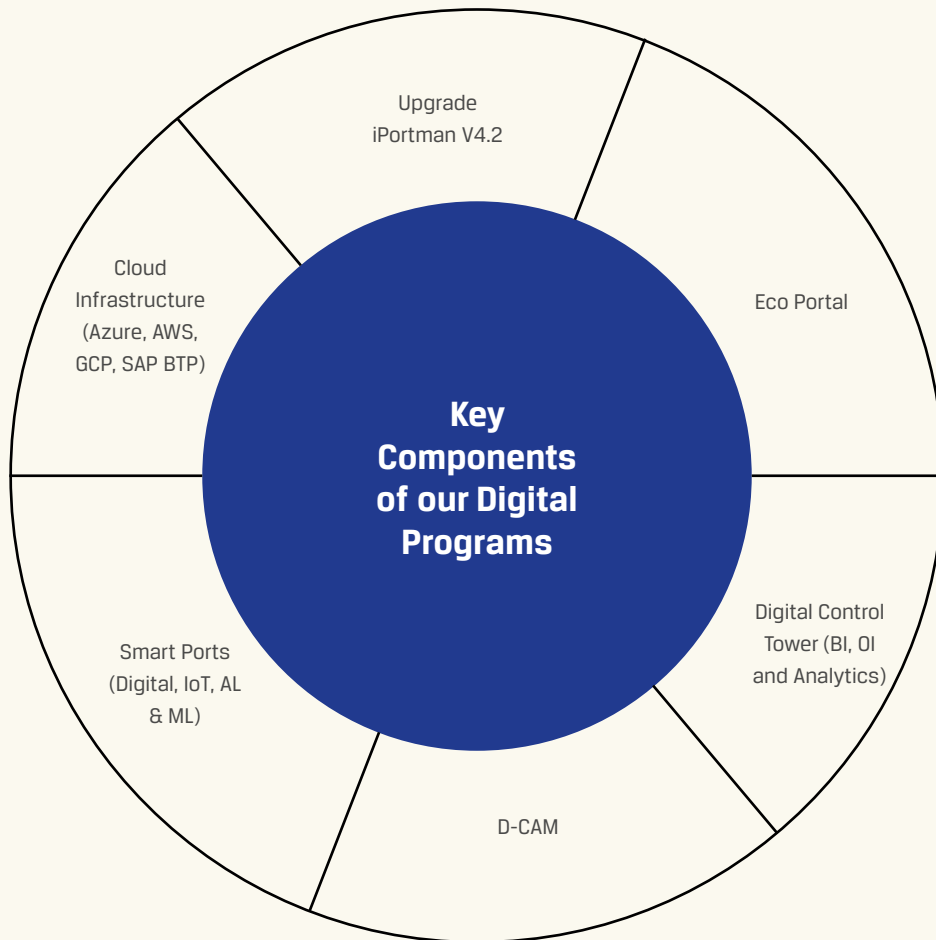 Upgrade
iPortman V4.2
Eco Portal
Digital Control
Tower (BI, OI
and Analytics)
D-CAM
Smart Ports
(Digital, IoT, AL
& ML)
Cloud
Infrastructure
(Azure, AWS,
GCP, SAP BTP)
Key
Components
of our Digital
Programs